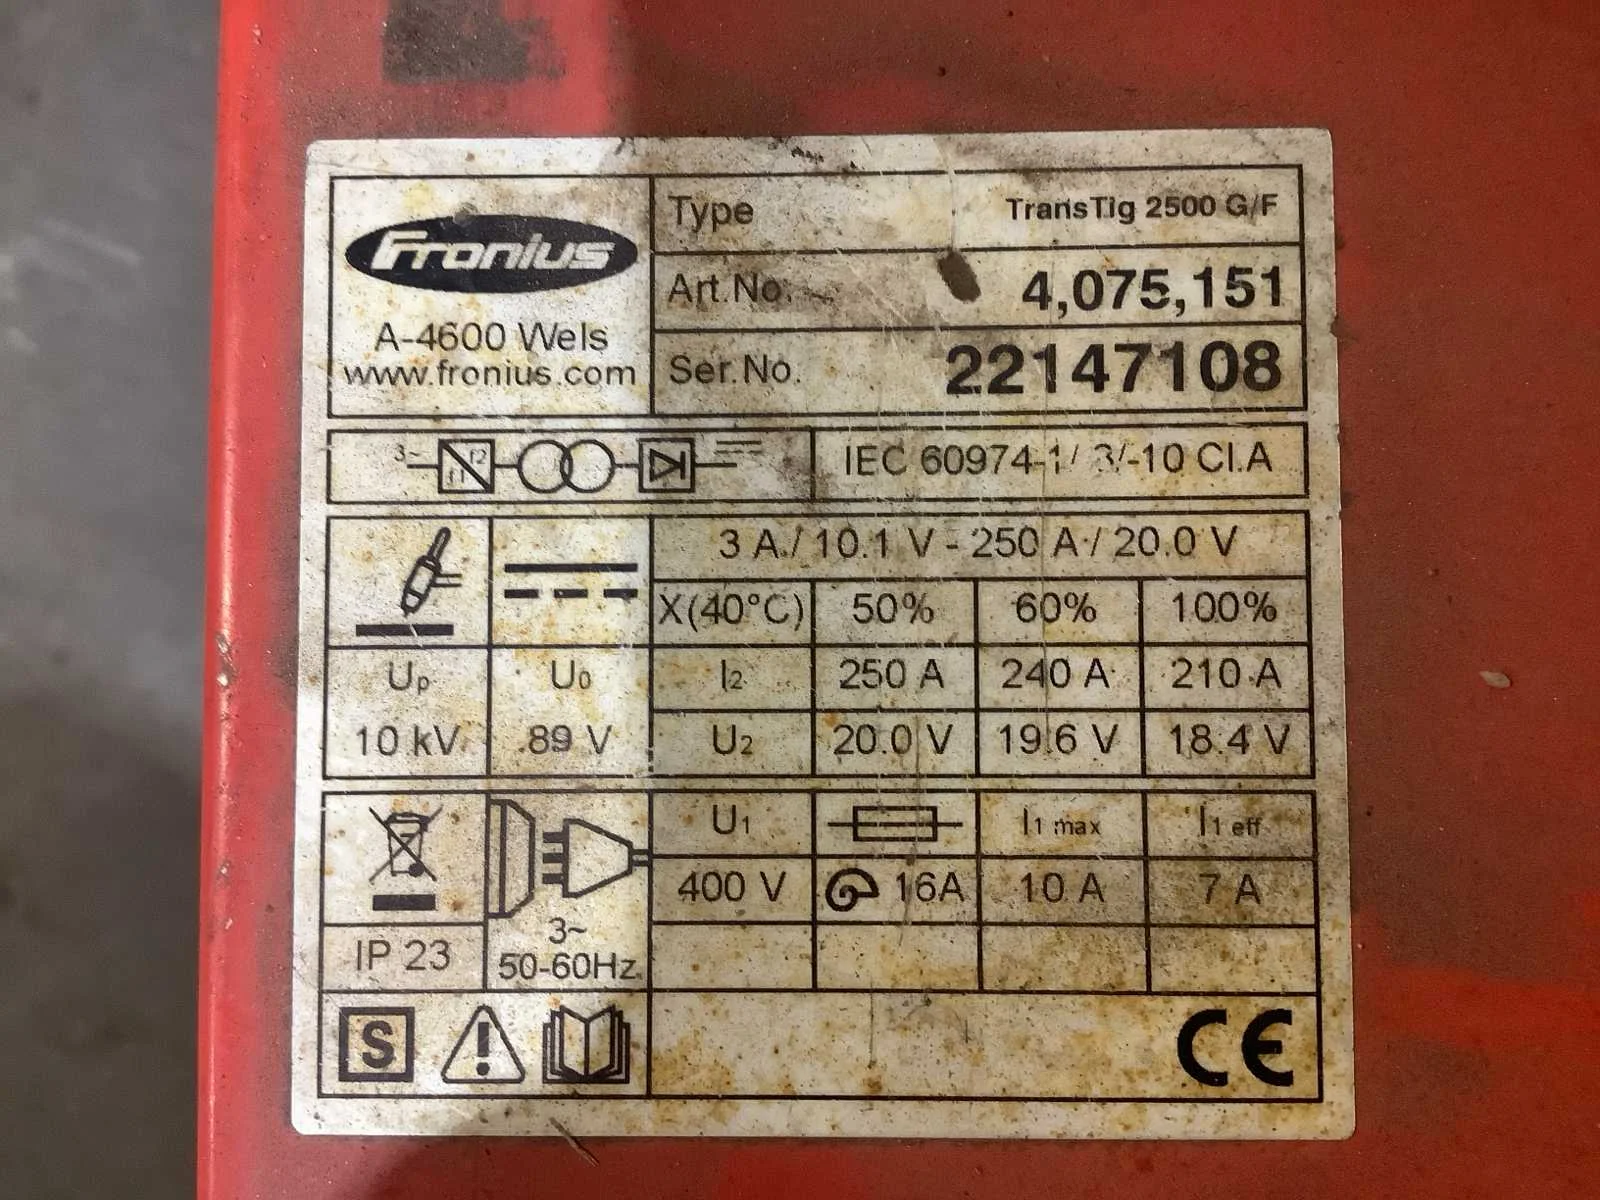 Fronius
A-4600 Wels
www.fronius.com
Type TransTig 2500 G/F
Art.No. 4,075,151
Ser.No. 22147108
3~ f1 f2
IEC 60974-1/ 3/-10 Cl.A
3 A / 10.1 V - 250 A / 20.0 V
X(40°C) 50% 60% 100%
Up U0 I2 250 A 240 A 210 A
10 kV 89 V U2 20.0 V 19.6 V 18.4 V
U1 I1 max I1 eff
400 V 16A 10 A 7 A
IP 23
3~
50-60Hz
S
CE